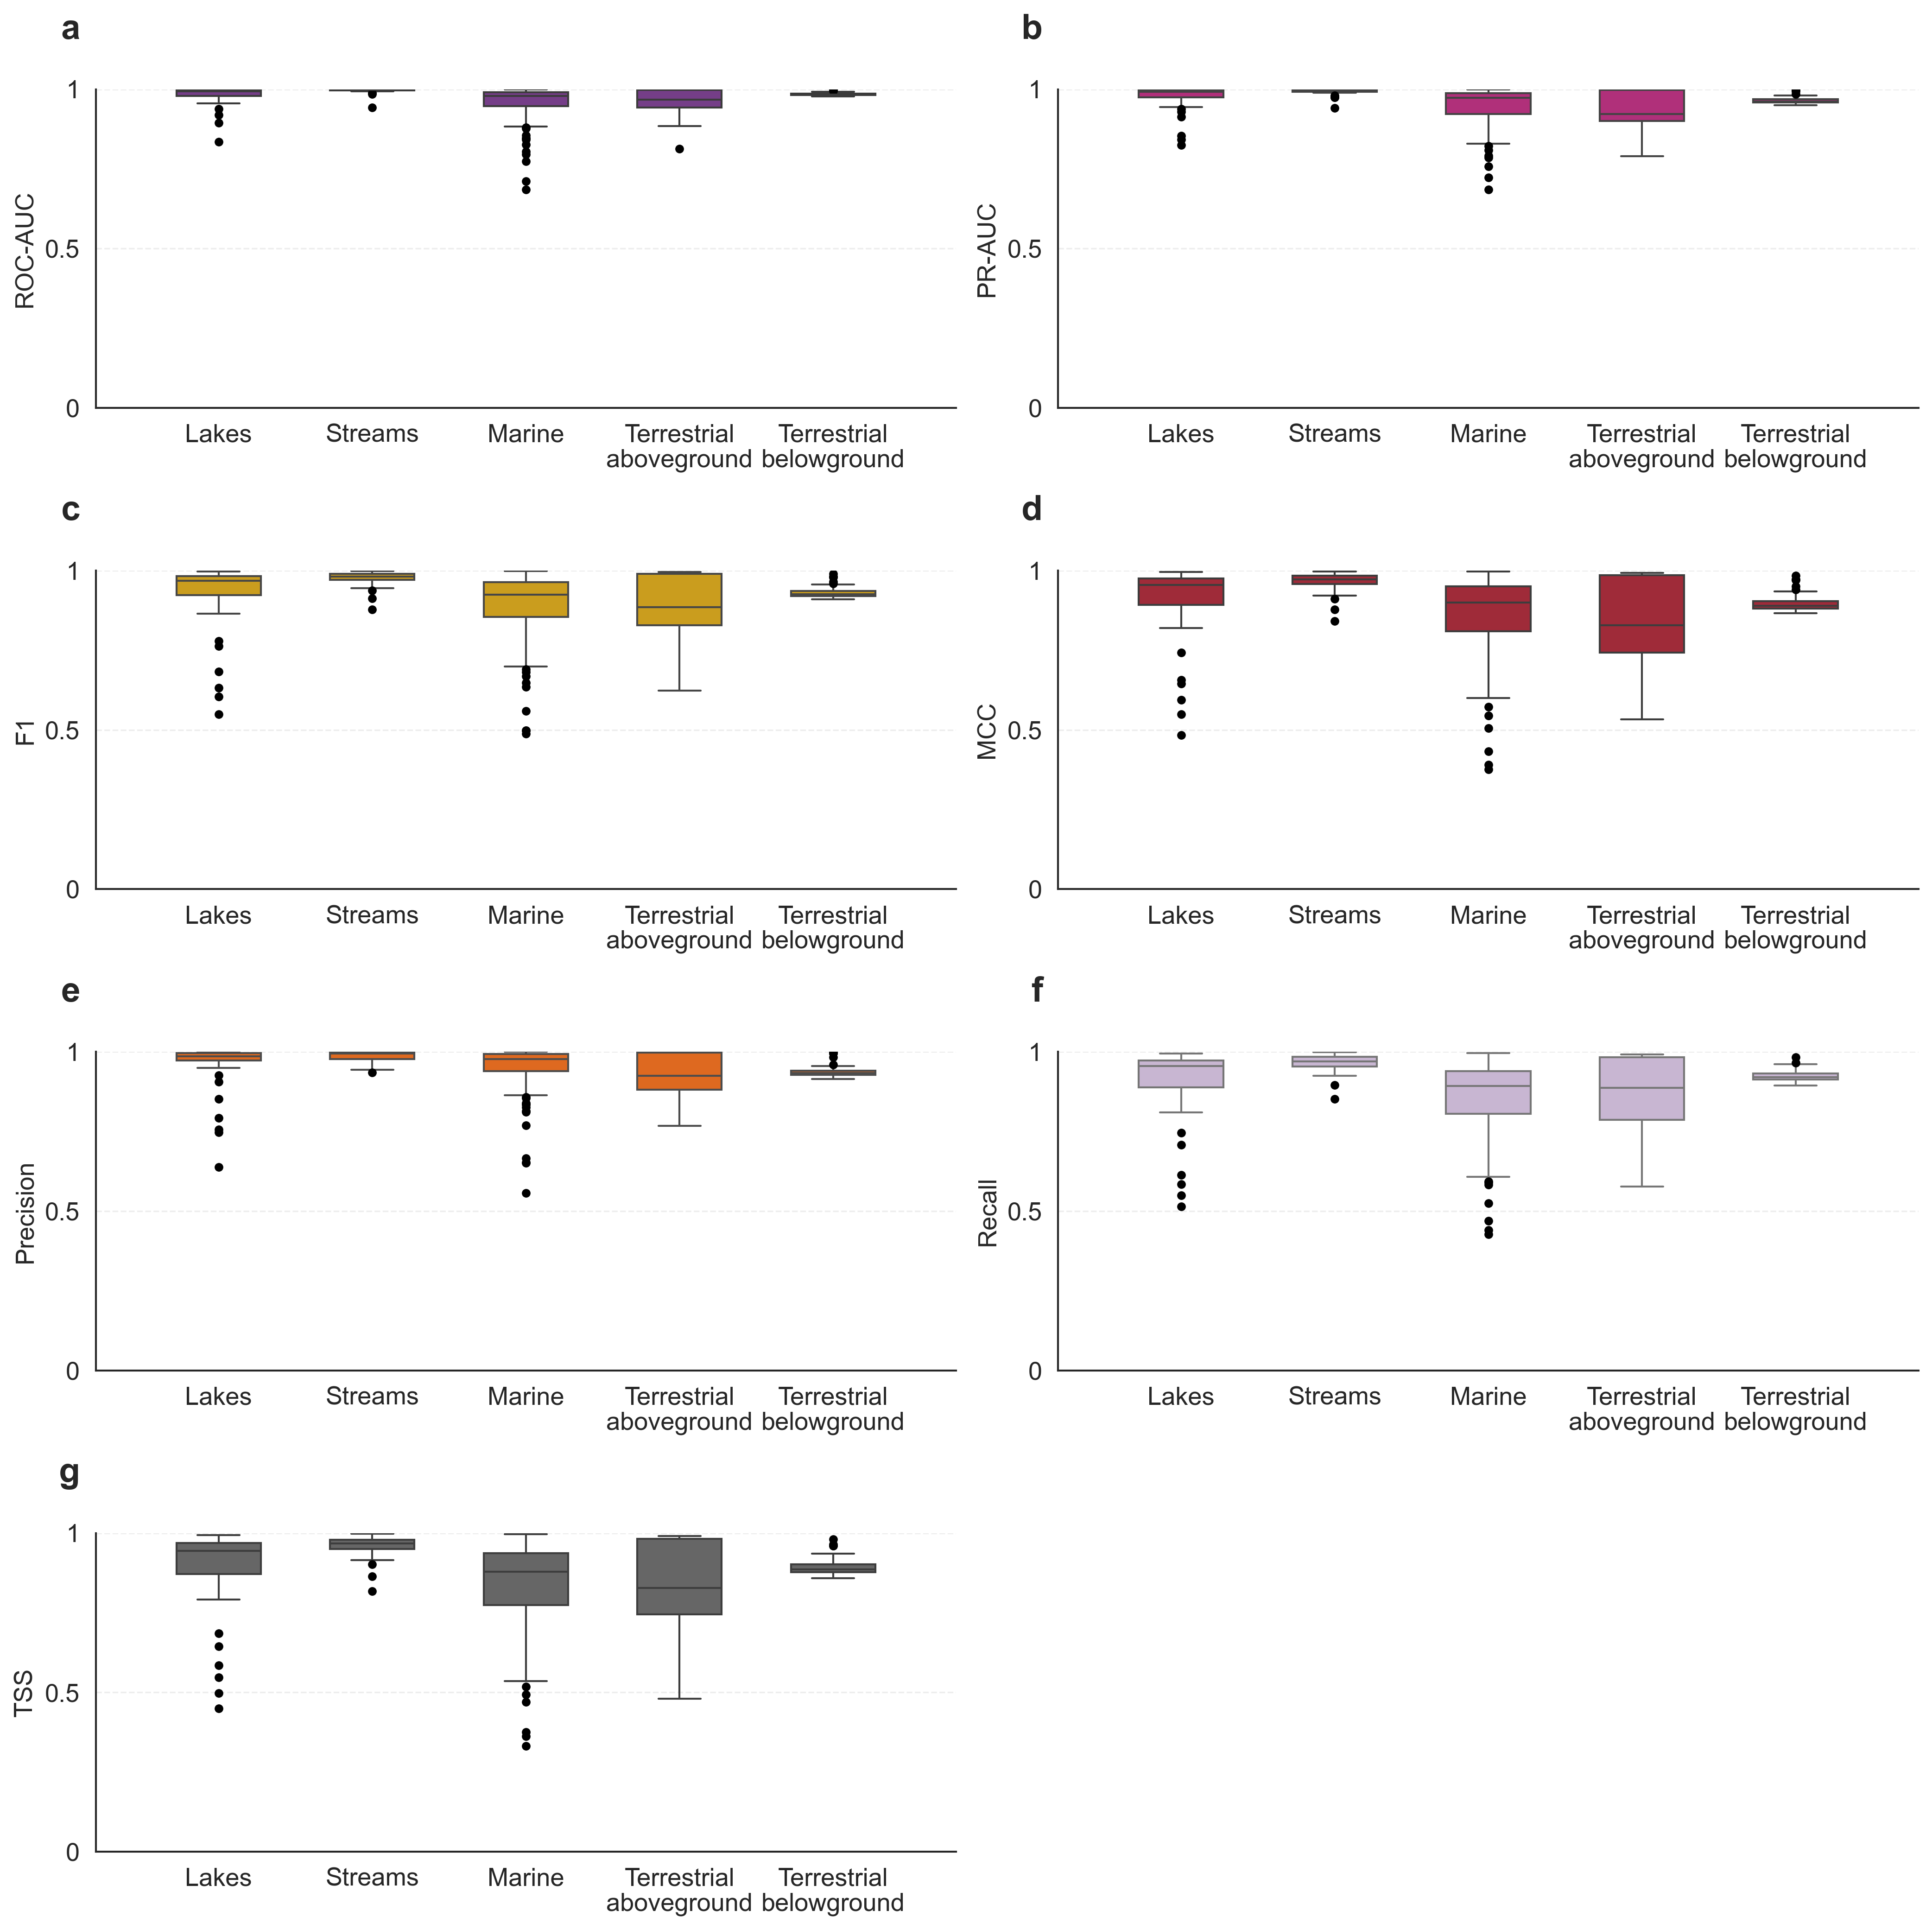 a
1
0.5
0
ROC-AUC
Lakes
Streams
Marine
Terrestrial
aboveground
Terrestrial
belowground
b
1
0.5
0
PR-AUC
Lakes
Streams
Marine
Terrestrial
aboveground
Terrestrial
belowground
c
1
0.5
0
F1
Lakes
Streams
Marine
Terrestrial
aboveground
Terrestrial
belowground
d
1
0.5
0
MCC
Lakes
Streams
Marine
Terrestrial
aboveground
Terrestrial
belowground
e
1
0.5
0
Precision
Lakes
Streams
Marine
Terrestrial
aboveground
Terrestrial
belowground
f
1
0.5
0
Recall
Lakes
Streams
Marine
Terrestrial
aboveground
Terrestrial
belowground
g
1
0.5
0
TSS
Lakes
Streams
Marine
Terrestrial
aboveground
Terrestrial
belowground